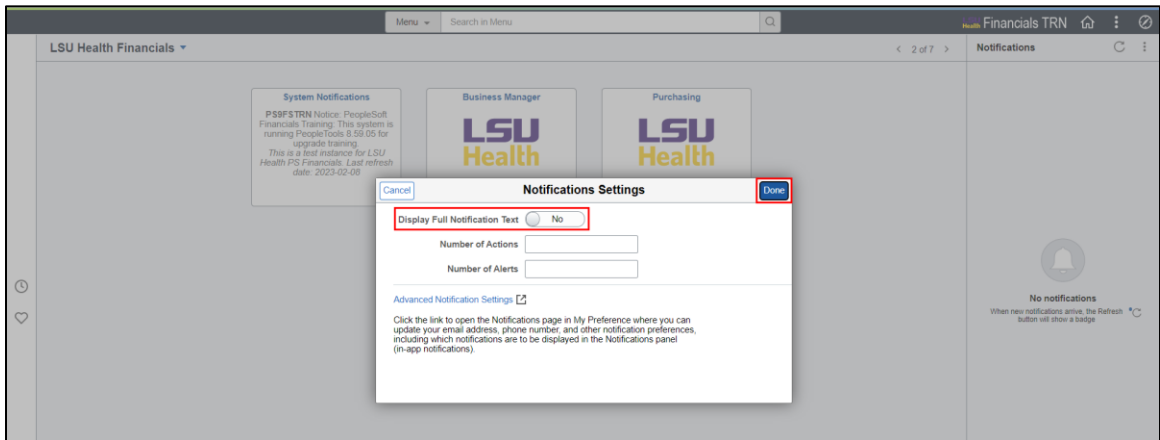 Menu
Search in Menu
LSU Health Financials TRN
LSU Health Financials
2 of 7
Notifications
System Notifications
PS9FSTRN Notice: PeopleSoft
Financials Training: This system is
running PeopleTools 8.59.05 for
upgrade training.
This is a test instance for LSU
Health PS Financials. Last refresh
date: 2023-02-08
Business Manager
LSU
Health
Purchasing
LSU
Health
Cancel
Notifications Settings
Done
Display Full Notification Text
No
Number of Actions
Number of Alerts
Advanced Notification Settings
Click the link to open the Notifications page in My Preference where you can
update your email address, phone number, and other notification preferences,
including which notifications are to be displayed in the Notifications panel
(in-app notifications).
No notifications
When new notifications arrive, the Refresh
button will show a badge